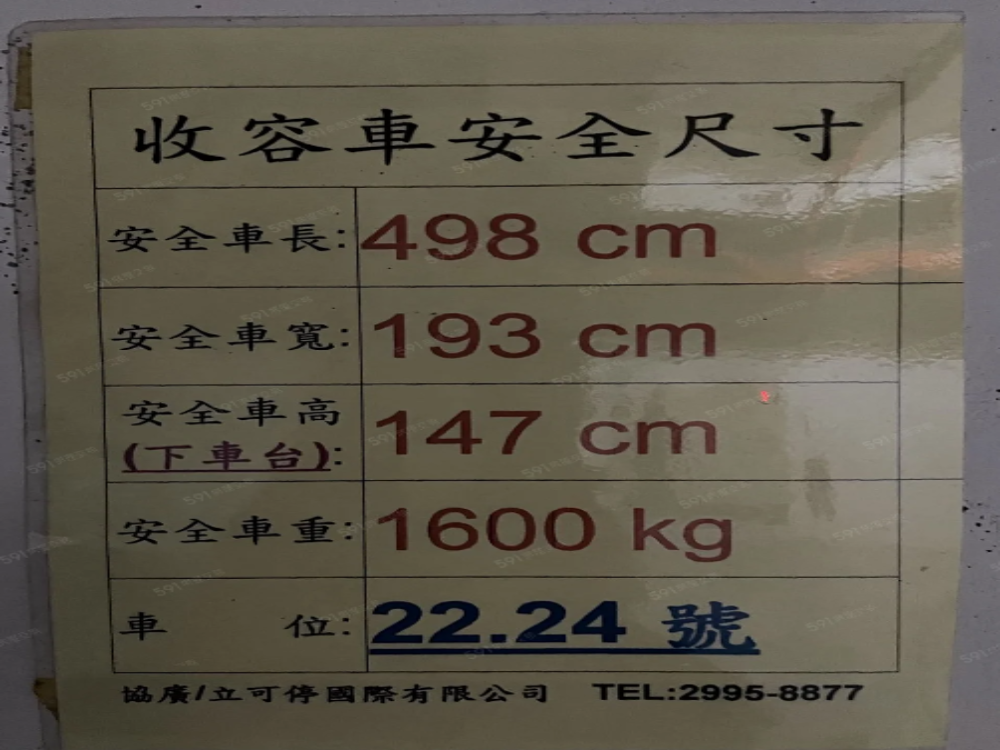 收容車安全尺寸
安全車長: 498 cm
安全車寬: 193 cm
安全車高
(下車台): 147 cm
安全車重: 1600 kg
車 位: 22.24 號
協廣/立可停國際有限公司 TEL:2995-8877